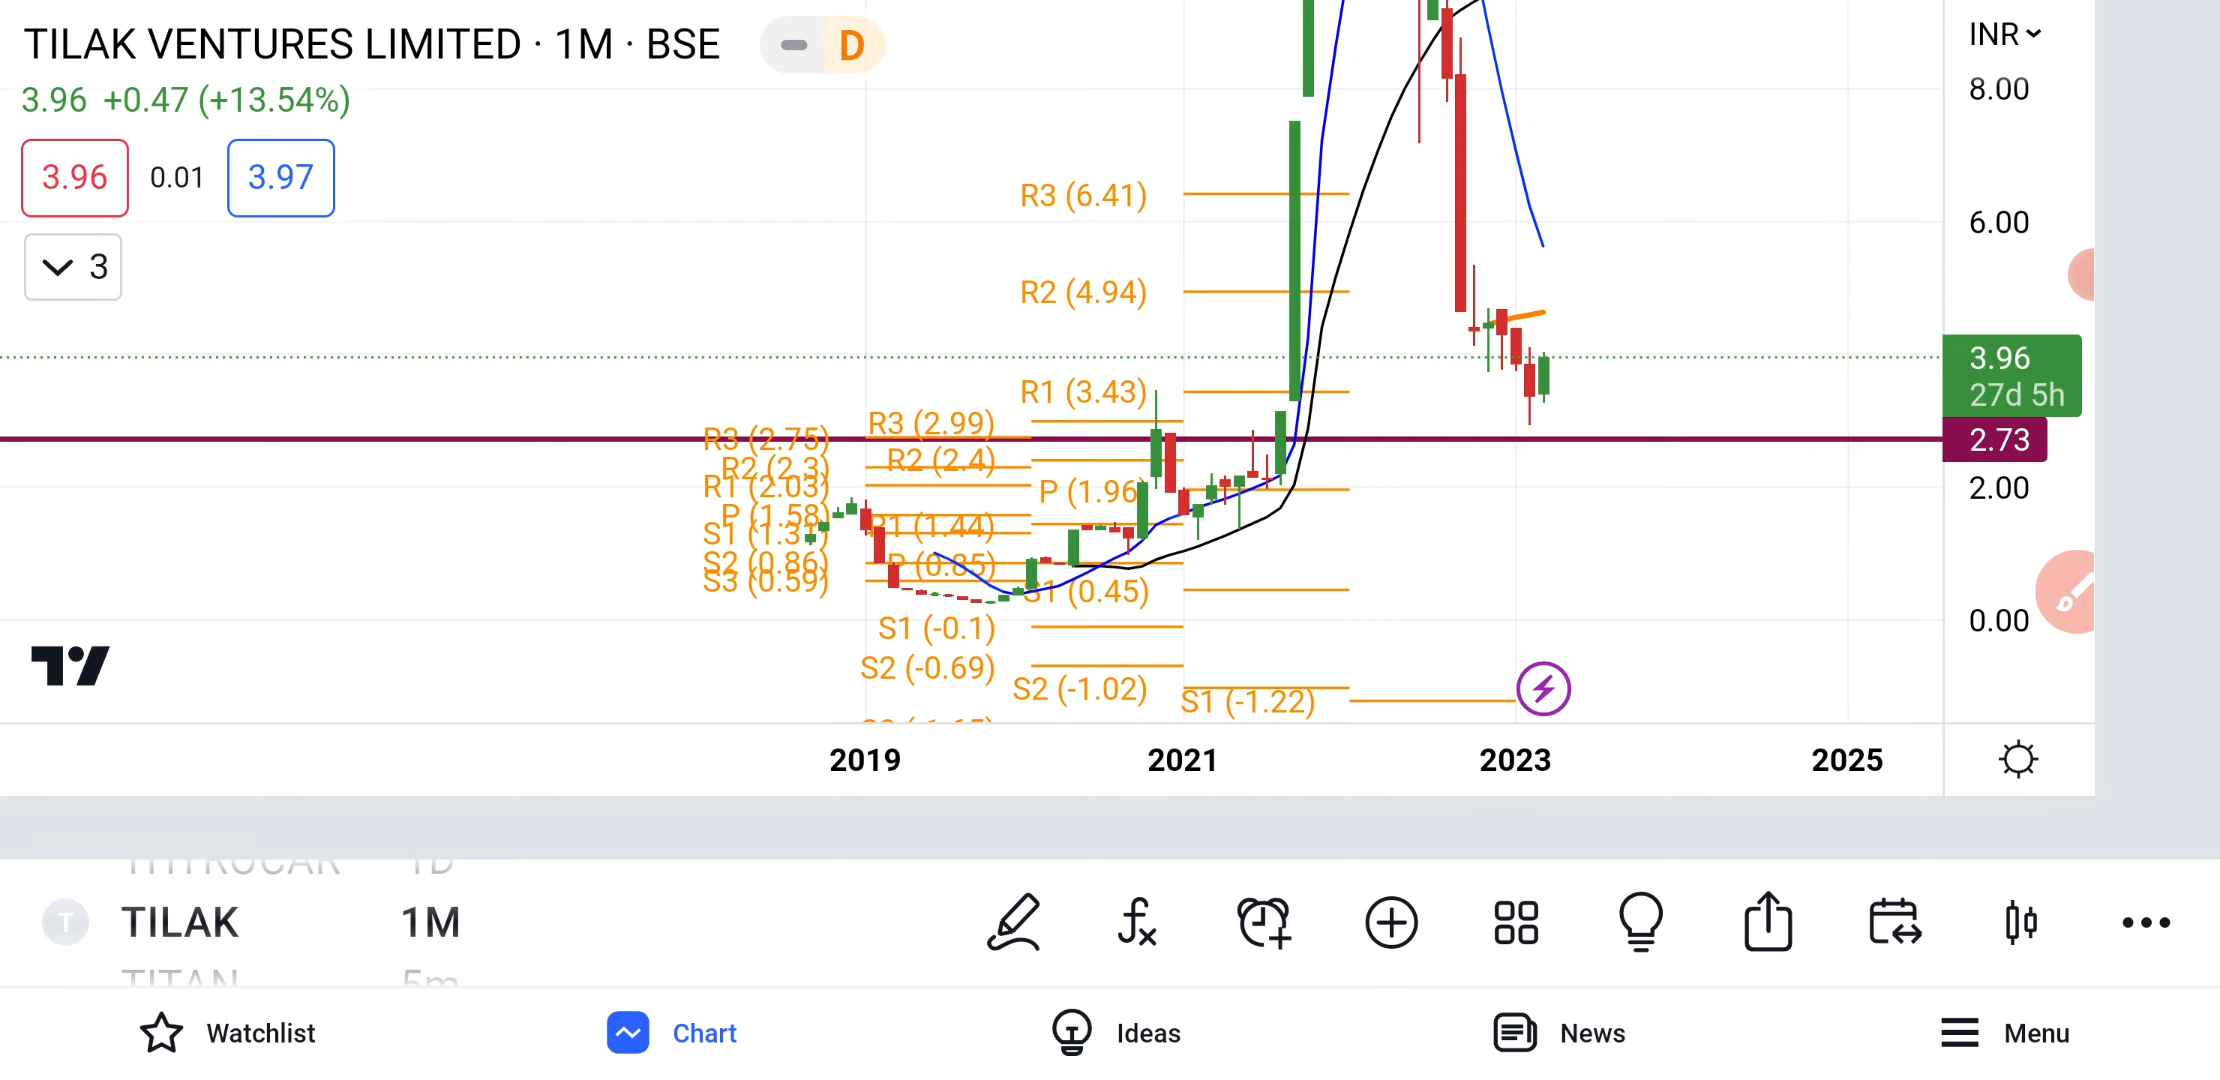 TILAK VENTURES LIMITED · 1M · BSE
D
INR
3.96 +0.47 (+13.54%)
8.00
3.96
0.01
3.97
R3 (6.41)
6.00
3
R2 (4.94)
3.96
27d 5h
R1 (3.43)
R3 (2.99)
R3 (2.75)
2.73
R2 (2.4)
R2 (2.3)
R1 (2.03)
P (1.96)
2.00
P (1.58)
R1 (1.44)
S1 (1.31)
S2 (0.86)
P (0.85)
S3 (0.59)
S1 (0.45)
0.00
S1 (-0.1)
S2 (-0.69)
S2 (-1.02)
S1 (-1.22)
2019
2021
2023
2025
THYROCAR 1D
T
TILAK 1M
TITAN 5m
Watchlist
Chart
Ideas
News
Menu